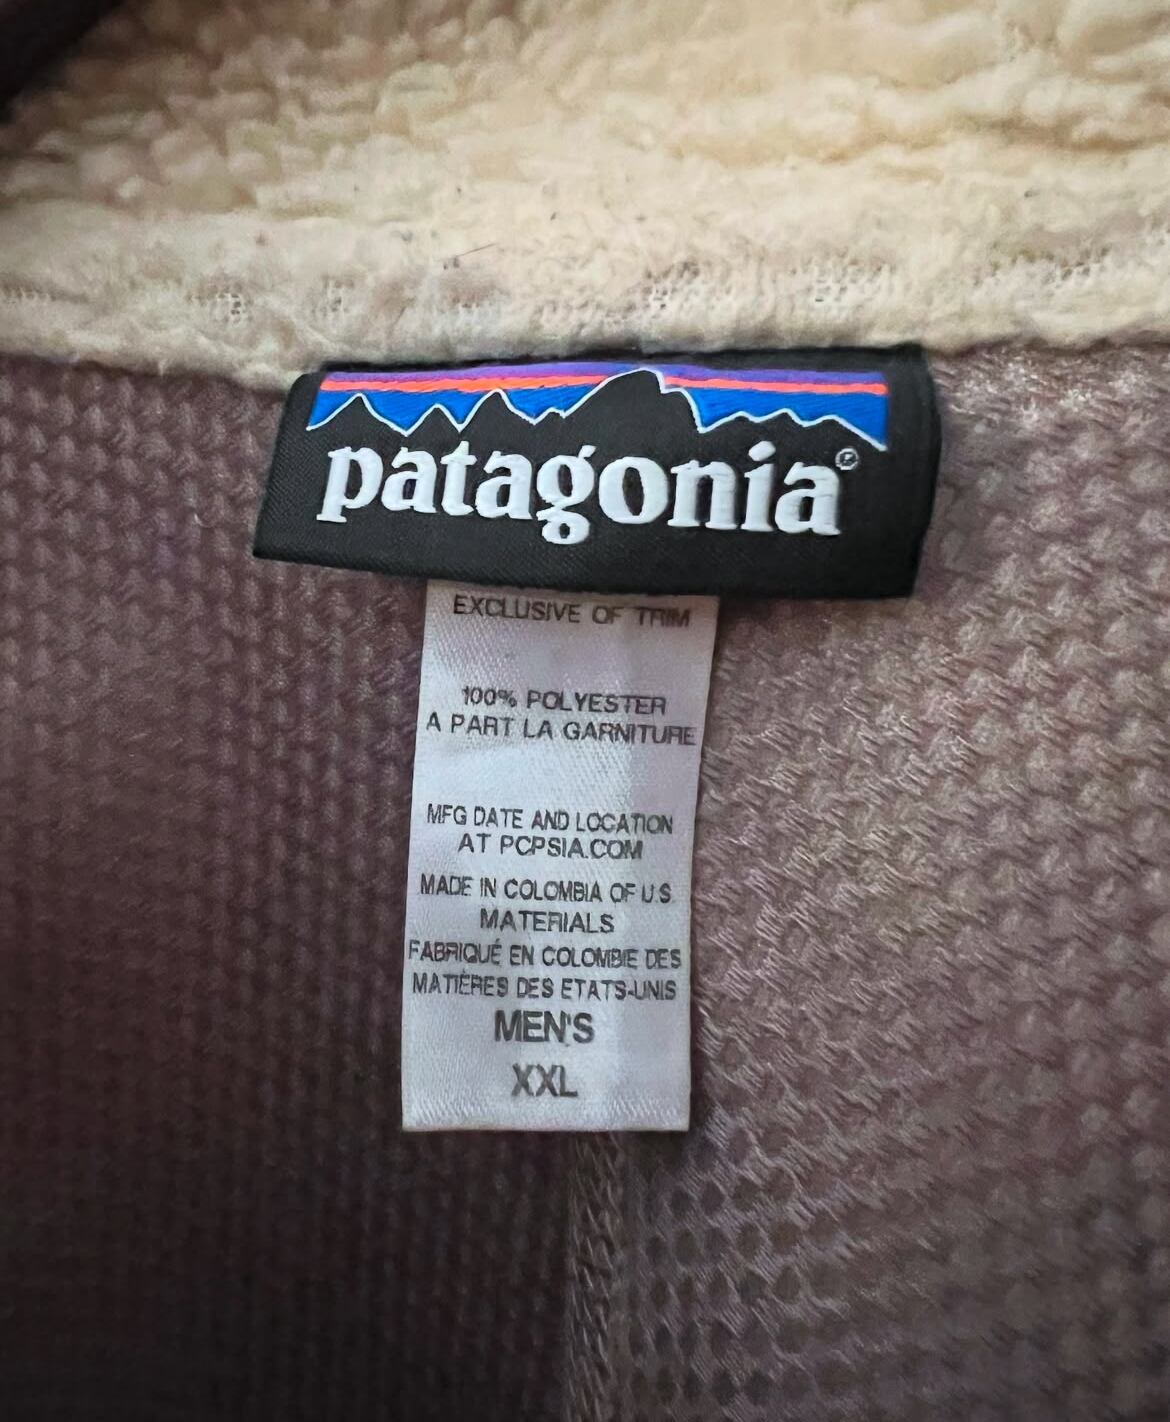 patagonia®
EXCLUSIVE OF TRIM
100% POLYESTER
A PART LA GARNITURE
MFG DATE AND LOCATION
AT PCPSIA.COM
MADE IN COLOMBIA OF U.S.
MATERIALS
FABRIQUÉ EN COLOMBIE DES
MATIÈRES DES ETATS-UNIS
MEN'S
XXL